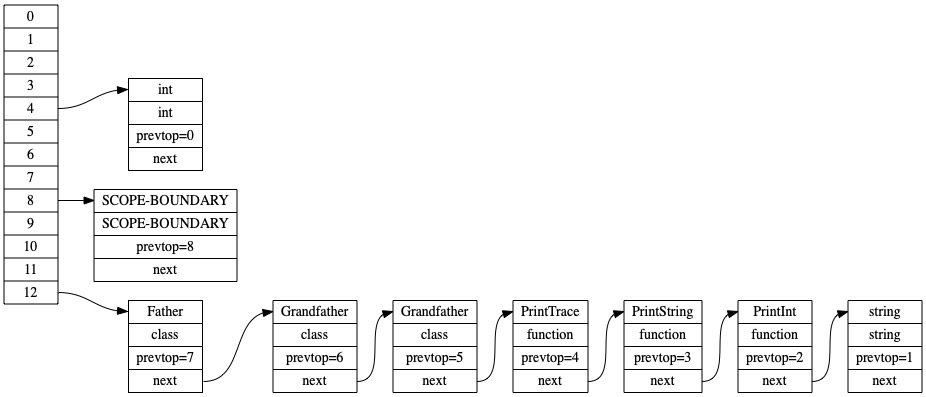 0
1
2
3
4
5
6
7
8
9
10
11
12
int
int
prevtop=0
next
SCOPE-BOUNDARY
SCOPE-BOUNDARY
prevtop=8
next
Father
class
prevtop=7
next
Grandfather
class
prevtop=6
next
Grandfather
class
prevtop=5
next
PrintTrace
function
prevtop=4
next
PrintString
function
prevtop=3
next
PrintInt
function
prevtop=2
next
string
string
prevtop=1
next